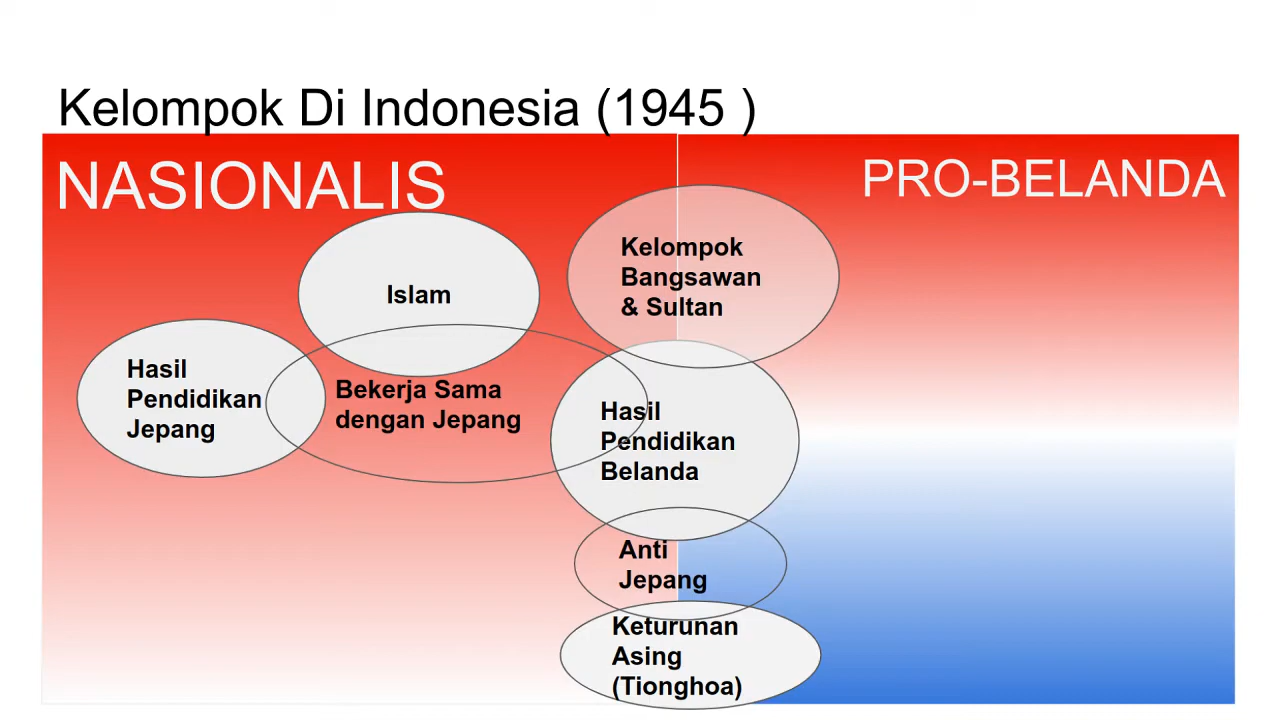 Kelompok Di Indonesia (1945 )
NASIONALIS
PRO-BELANDA
Kelompok
Bangsawan
& Sultan
Islam
Hasil
Pendidikan
Jepang
Bekerja Sama
dengan Jepang
Hasil
Pendidikan
Belanda
Anti
Jepang
Keturunan
Asing
(Tionghoa)